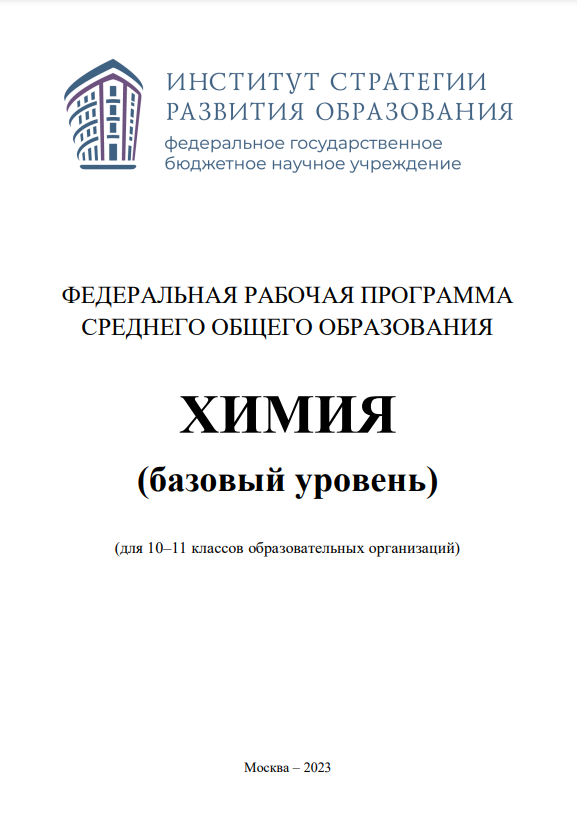 ИНСТИТУТ СТРАТЕГИИ
РАЗВИТИЯ ОБРАЗОВАНИЯ
федеральное государственное
бюджетное научное учреждение
ФЕДЕРАЛЬНАЯ РАБОЧАЯ ПРОГРАММА
СРЕДНЕГО ОБЩЕГО ОБРАЗОВАНИЯ
ХИМИЯ
(базовый уровень)
(для 10–11 классов образовательных организаций)
Москва – 2023